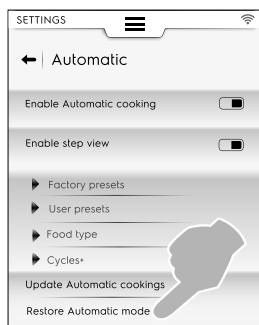 SETTINGS
Automatic
Enable Automatic cooking
Enable step view
Factory presets
User presets
Food type
Cycles+
Update Automatic cookings
Restore Automatic mode